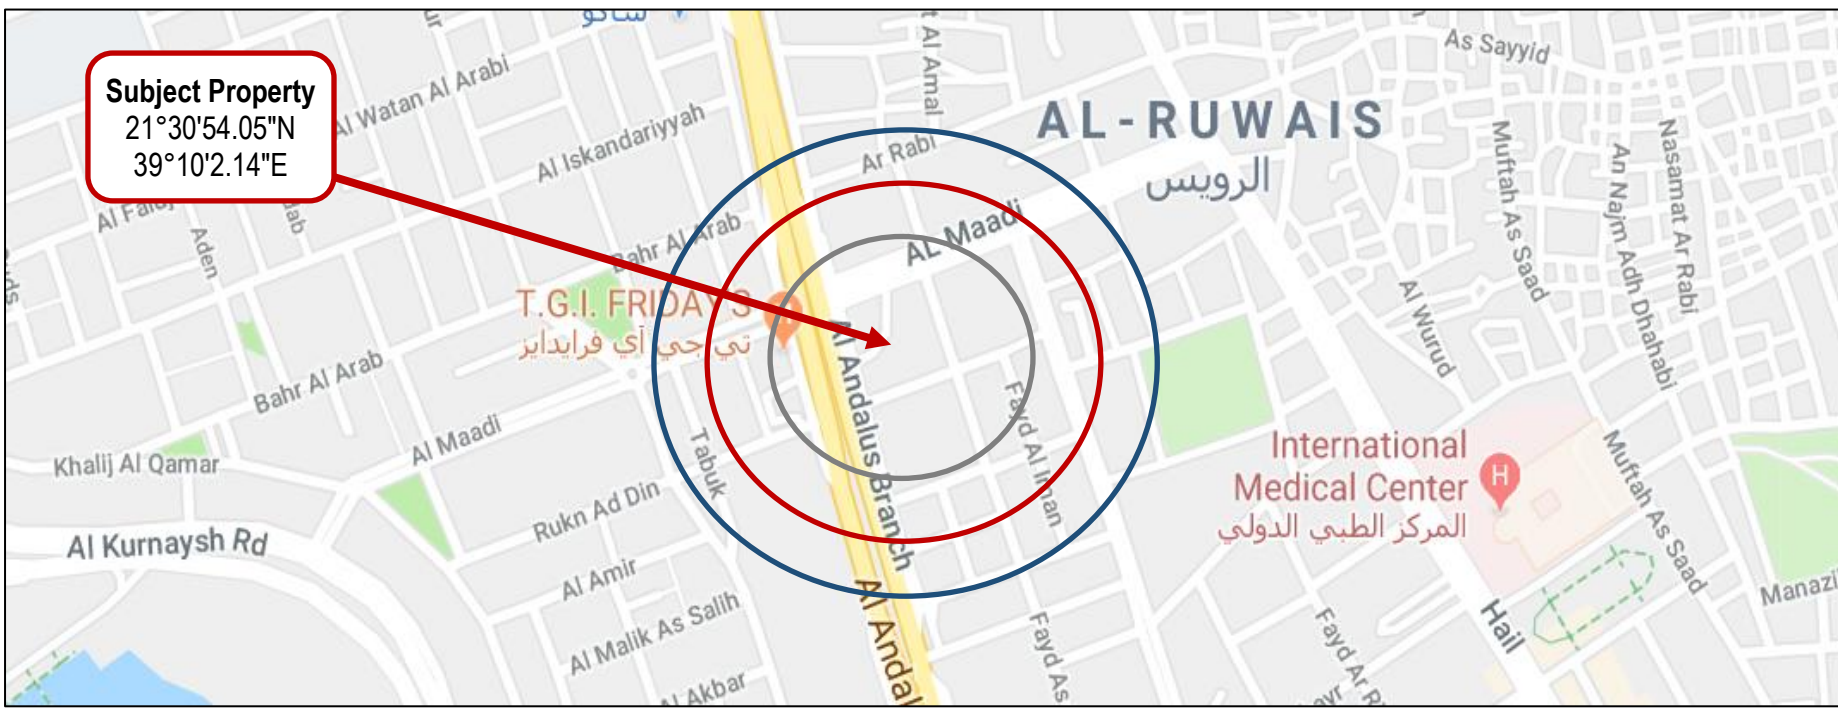 Subject Property
21°30'54.05"N
39°10'2.14"E
ساكو
Al Watan Al Arabi
Al Iskandariyyah
Aden
Bahr Al Arab
T.G.I. FRIDAYS
تي جي آي فرايدايز
Bahr Al Arab
Al Maadi
Khalij Al Qamar
Al Kurnaysh Rd
Tabuk
Rukn Ad Din
Al Amir
Al Malik As Salih
Al Akbar
t Al Amal
Ar Rabi
AL Maadi
Al Andalus Branch
Al Andal
Fayd Al Iman
Fayd As
AL-RUWAIS
الرويس
As Sayyid
Muftah As Saad
An Najm Adh Dhahabi
Nasamat Ar Rabi
Al Wurud
International
Medical Center
المركز الطبي الدولي
H
Muftah As Saad
Hail
Fayd Ar R
Manazi